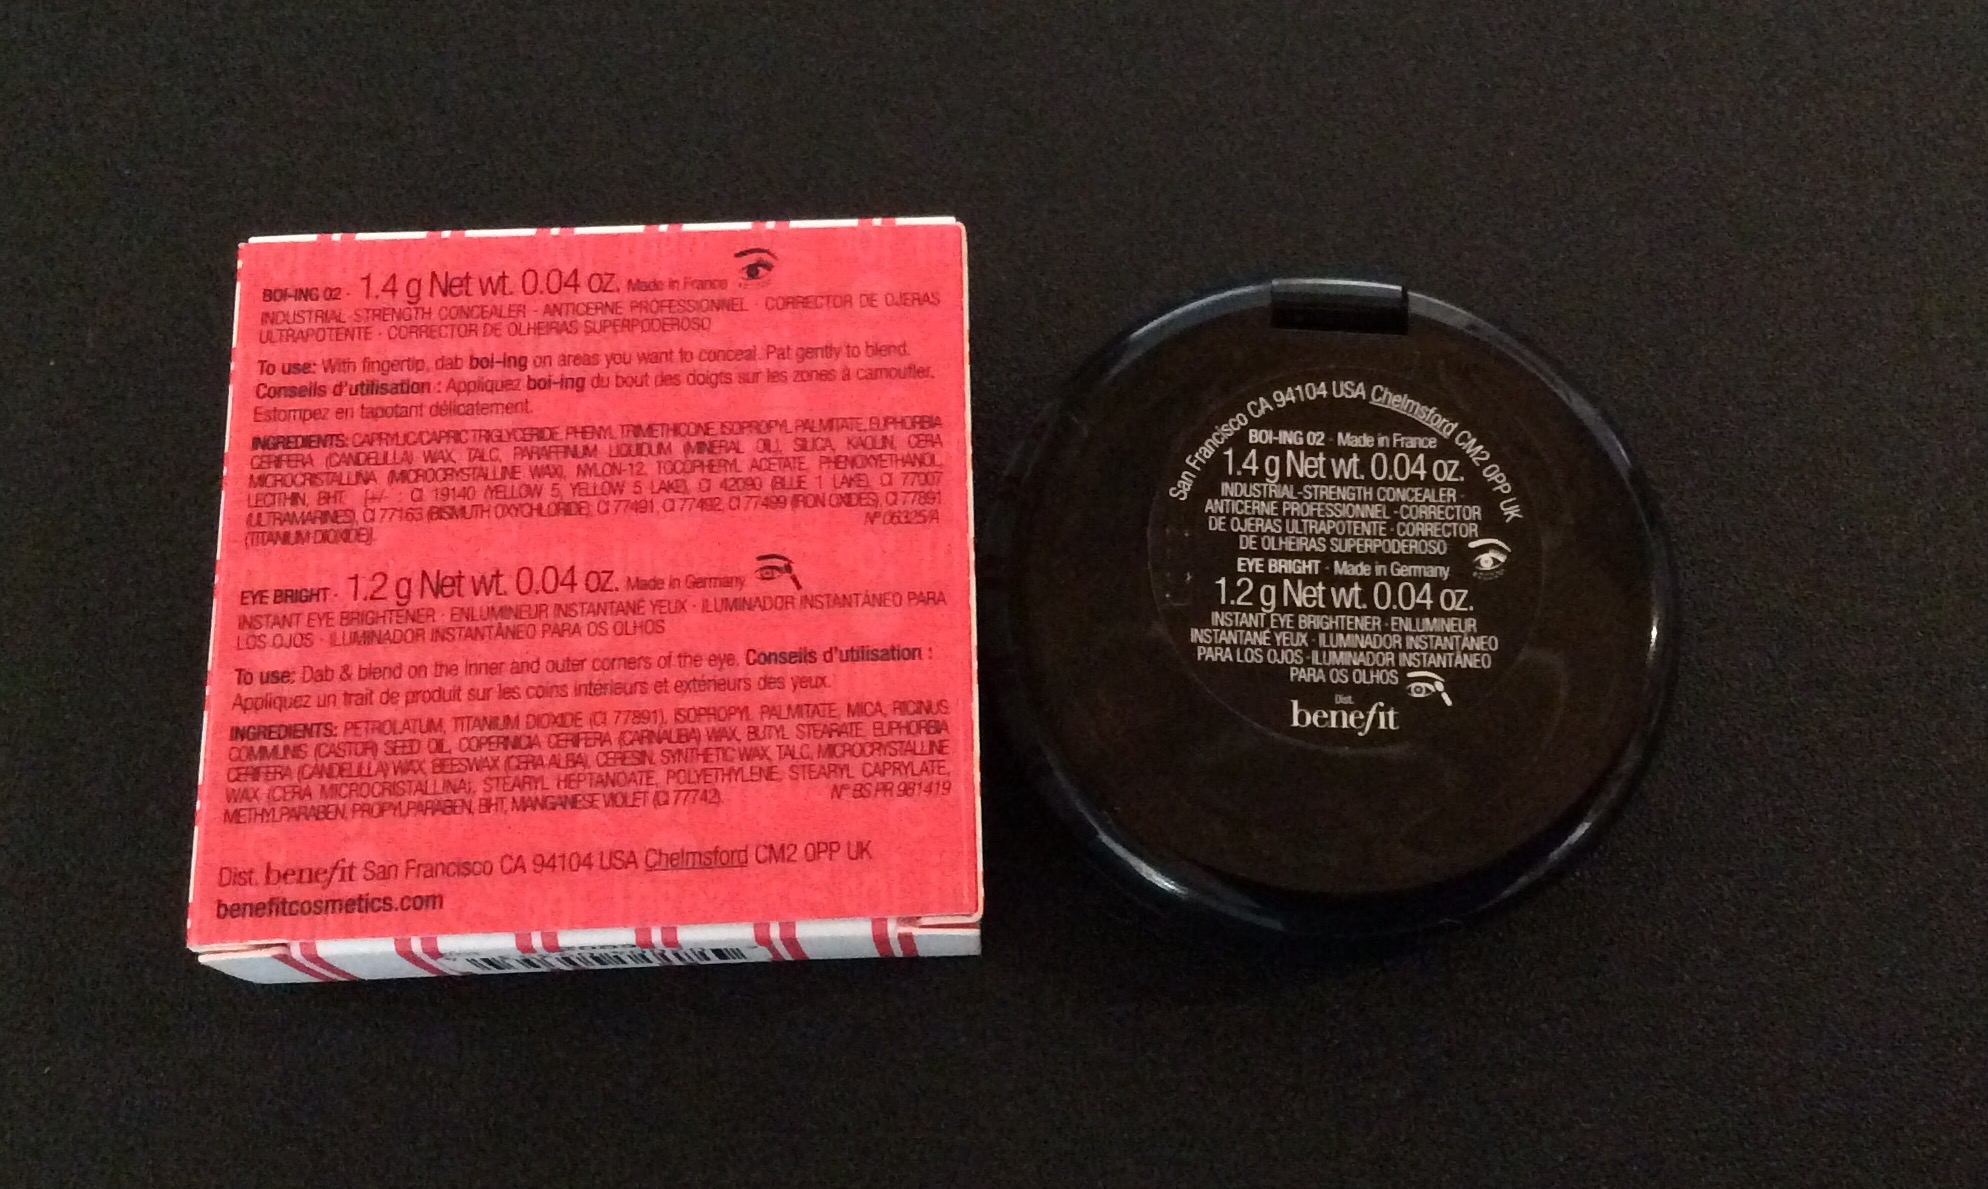 BOI-ING 02 · 1.4 g Net wt. 0.04 oz. Made in France
INDUSTRIAL-STRENGTH CONCEALER · ANTICERNE PROFESSIONNEL · CORRECTOR DE OJERAS
ULTRAPOTENTE · CORRECTOR DE OLHEIRAS SUPERPODEROSO
To use: With fingertip, dab boi-ing on areas you want to conceal. Pat gently to blend.
Conseils d'utilisation : Appliquez boi-ing du bout des doigts sur les zones à camoufler.
Estompez en tapotant délicatement.
INGREDIENTS: CAPRYLIC/CAPRIC TRIGLYCERIDE, PHENYL TRIMETHICONE, ISOPROPYL PALMITATE, EUPHORBIA
CERIFERA (CANDELILLA) WAX, TALC, PARAFFINUM LIQUIDUM (MINERAL OIL), SILICA, KAOLIN, CERA
MICROCRISTALLINA (MICROCRYSTALLINE WAX), NYLON-12, TOCOPHERYL ACETATE, PHENOXYETHANOL,
LECITHIN, BHT. [+/- : CI 19140 (YELLOW 5, YELLOW 5 LAKE), CI 42090 (BLUE 1 LAKE), CI 77007
(ULTRAMARINES), CI 77163 (BISMUTH OXYCHLORIDE), CI 77491, CI 77492, CI 77499 (IRON OXIDES), CI 77891
(TITANIUM DIOXIDE)]. N° 06325/A
EYE BRIGHT · 1.2 g Net wt. 0.04 oz. Made in Germany
INSTANT EYE BRIGHTENER · ENLUMINEUR INSTANTANÉ YEUX · ILUMINADOR INSTANTÁNEO PARA
LOS OJOS · ILUMINADOR INSTANTÂNEO PARA OS OLHOS
To use: Dab & blend on the inner and outer corners of the eye. Conseils d'utilisation :
Appliquez un trait de produit sur les coins intérieurs et extérieurs des yeux.
INGREDIENTS: PETROLATUM, TITANIUM DIOXIDE (CI 77891), ISOPROPYL PALMITATE, MICA, RICINUS
COMMUNIS (CASTOR) SEED OIL, COPERNICIA CERIFERA (CARNAUBA) WAX, BUTYL STEARATE, EUPHORBIA
CERIFERA (CANDELILLA) WAX, BEESWAX (CERA ALBA), CERESIN, SYNTHETIC WAX, TALC, MICROCRYSTALLINE
WAX (CERA MICROCRISTALLINA), STEARYL HEPTANOATE, POLYETHYLENE, STEARYL CAPRYLATE,
METHYLPARABEN, PROPYLPARABEN, BHT, MANGANESE VIOLET (CI 77742). N° BS PR 981419
Dist. benefit San Francisco CA 94104 USA Chelmsford CM2 0PP UK
benefitcosmetics.com
San Francisco CA 94104 USA Chelmsford CM2 0PP UK
BOI-ING 02 · Made in France
1.4 g Net wt. 0.04 oz.
INDUSTRIAL-STRENGTH CONCEALER ·
ANTICERNE PROFESSIONNEL · CORRECTOR
DE OJERAS ULTRAPOTENTE · CORRECTOR
DE OLHEIRAS SUPERPODEROSO
EYE BRIGHT · Made in Germany
1.2 g Net wt. 0.04 oz.
INSTANT EYE BRIGHTENER · ENLUMINEUR
INSTANTANÉ YEUX · ILUMINADOR INSTANTÁNEO
PARA LOS OJOS · ILUMINADOR INSTANTÂNEO
PARA OS OLHOS
Dist.
benefit